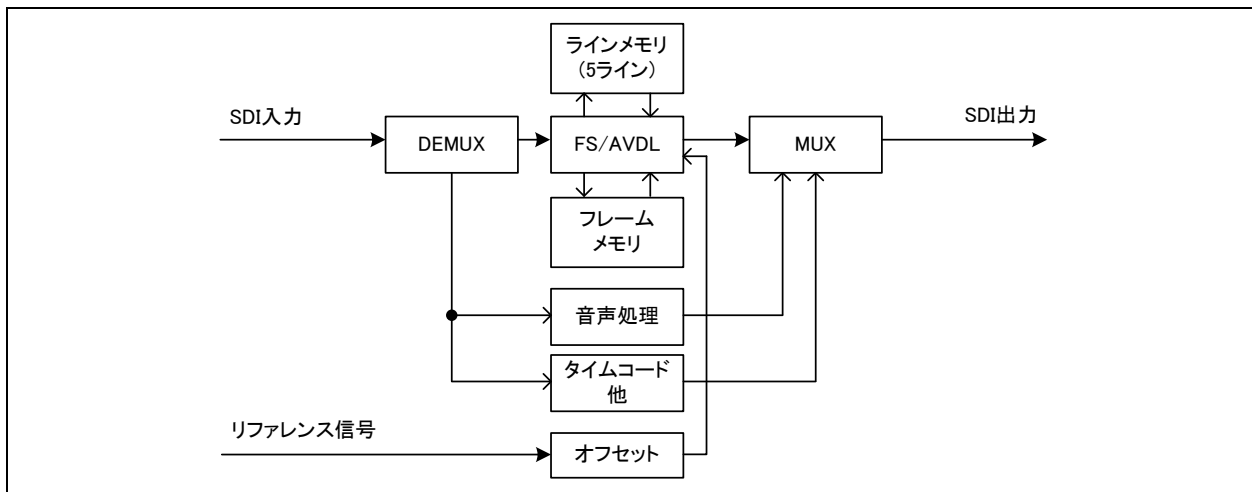 ラインメモリ
(5ライン)
SDI入力
SDI出力
DEMUX
FS/AVDL
MUX
フレーム
メモリ
音声処理
タイムコード
他
リファレンス信号
オフセット